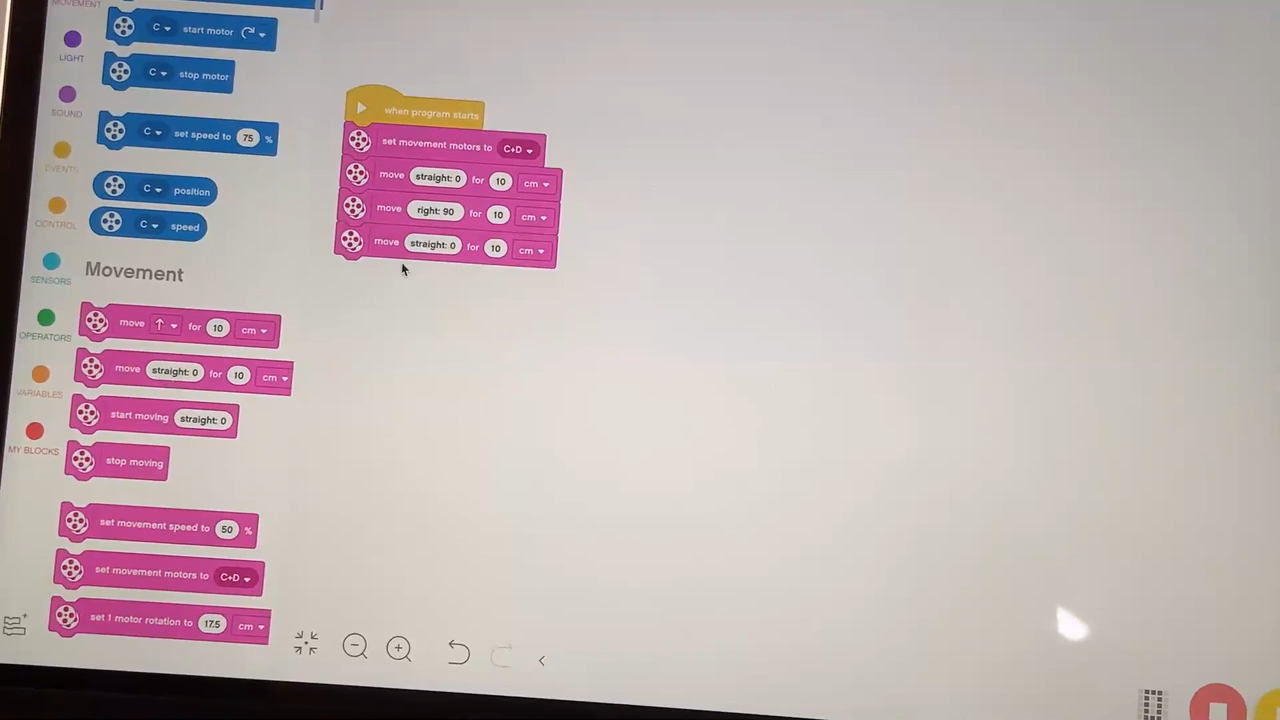 MOVEMENT
C start motor
LIGHT
C stop motor
SOUND
C set speed to 75 %
EVENTS
C position
CONTROL
C speed
SENSORS
Movement
OPERATORS
move for 10 cm
VARIABLES
move straight: 0 for 10 cm
MY BLOCKS
start moving straight: 0
stop moving
set movement speed to 50 %
set movement motors to C+D
set 1 motor rotation to 17.5 cm
when program starts
set movement motors to C+D
move straight: 0 for 10 cm
move right: 90 for 10 cm
move straight: 0 for 10 cm